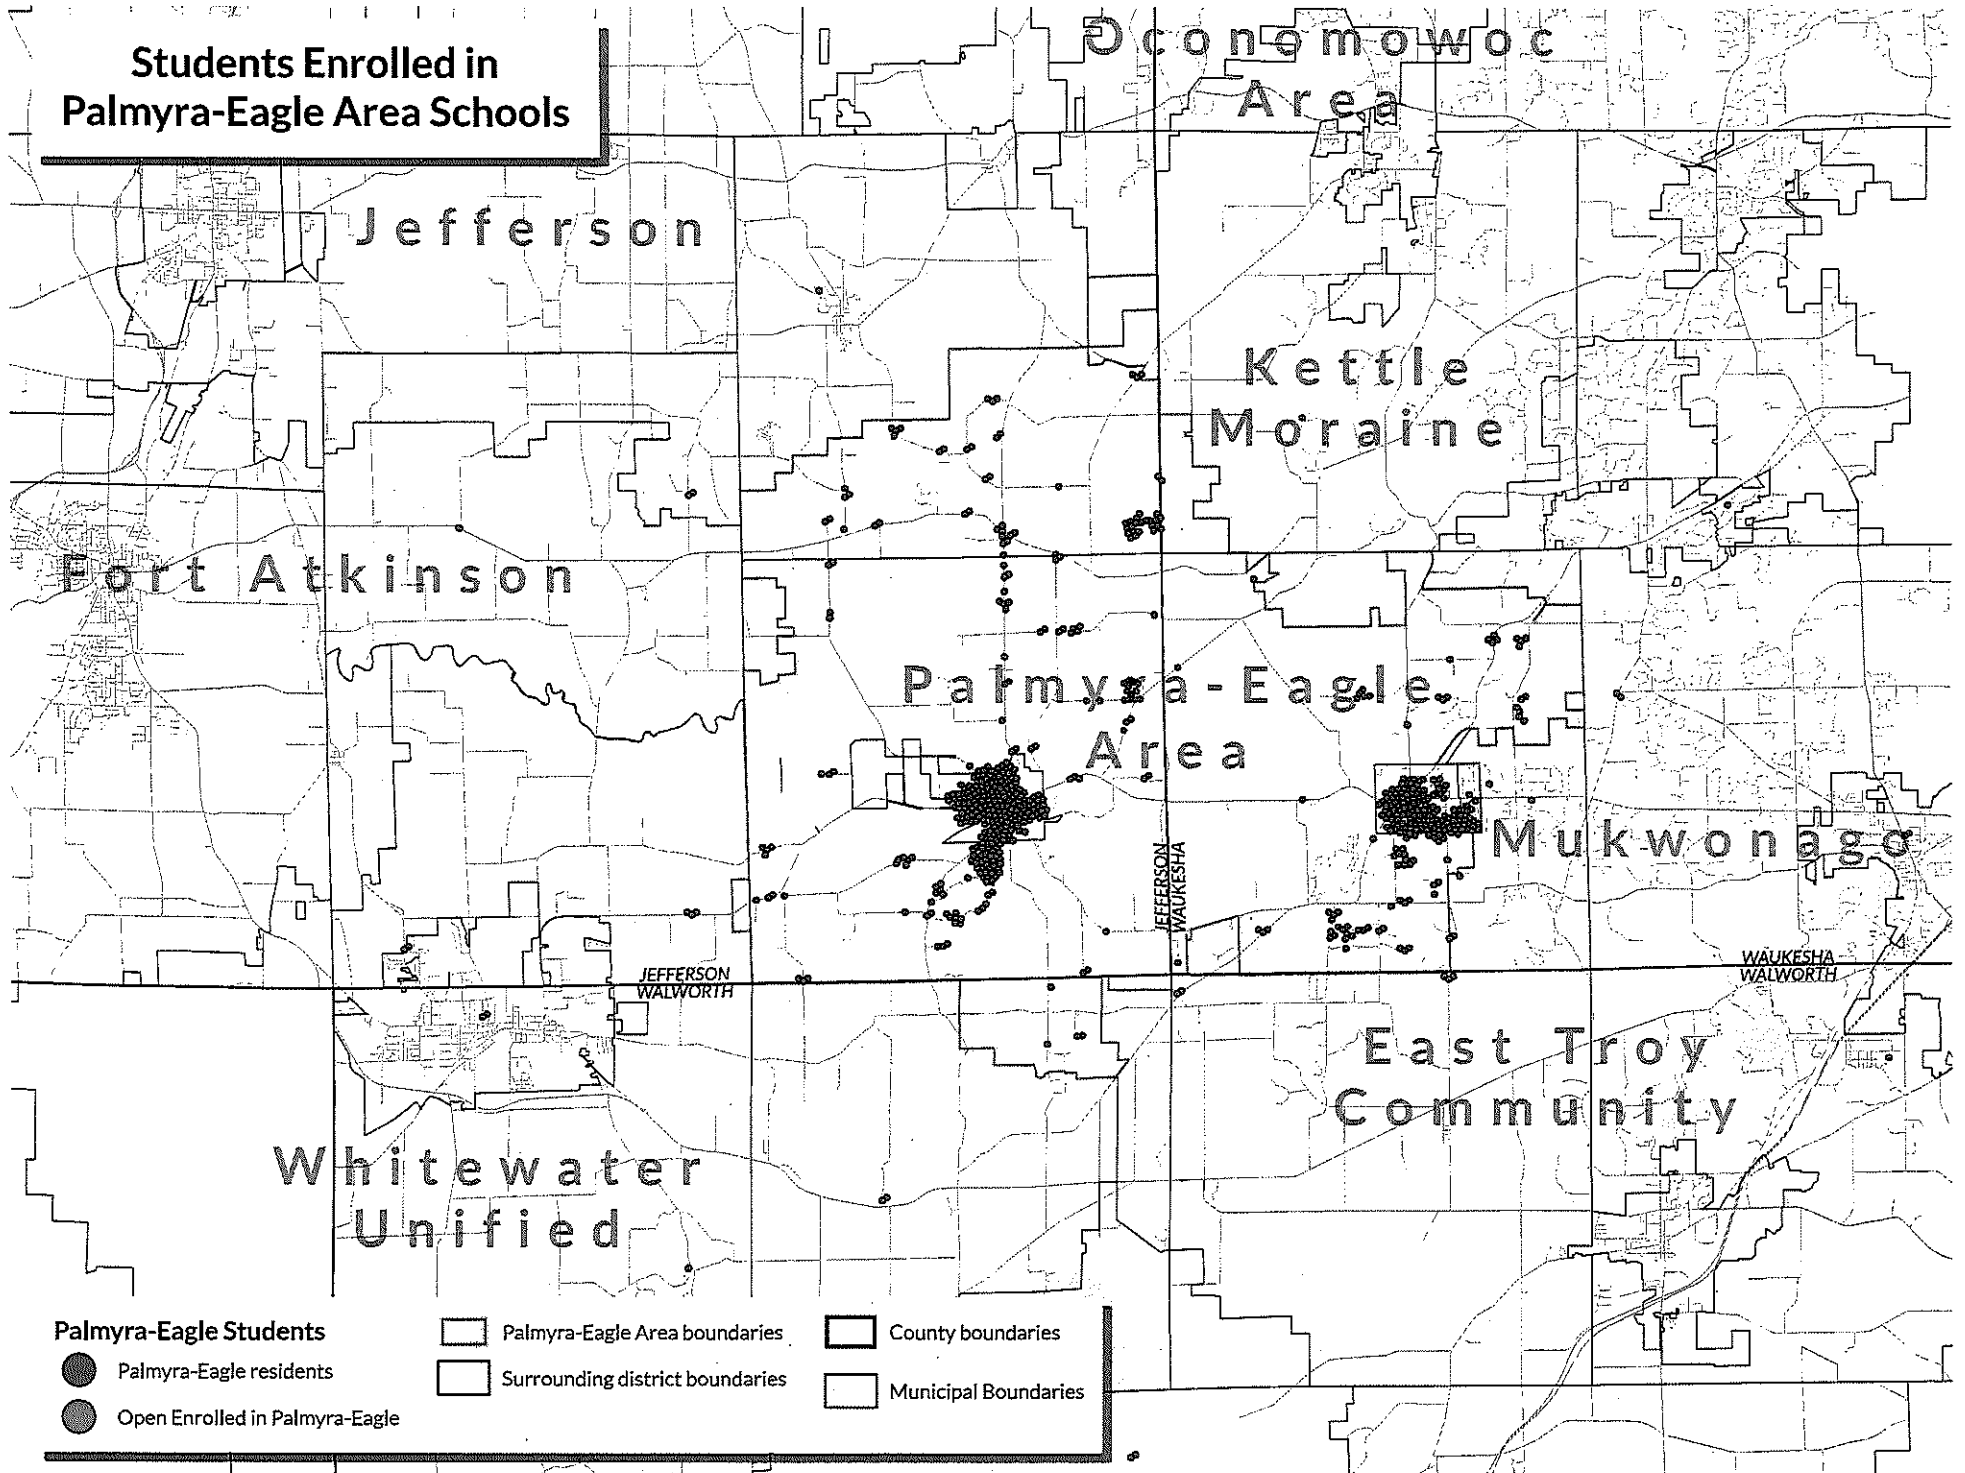 Students Enrolled in
Palmyra-Eagle Area Schools
Oconomowoc
Area
Jefferson
Kettle
Moraine
Fort Atkinson
Palmyra-Eagle
Area
Mukwonago
JEFFERSON
WAUKESHA
JEFFERSON
WALWORTH
WAUKESHA
WALWORTH
East Troy
Community
Whitewater
Unified
Palmyra-Eagle Students
Palmyra-Eagle residents
Open Enrolled in Palmyra-Eagle
Palmyra-Eagle Area boundaries
Surrounding district boundaries
County boundaries
Municipal Boundaries